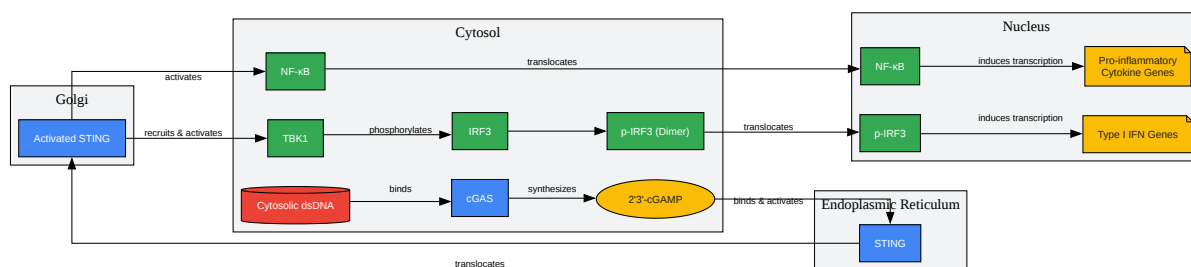 Cytosol
Nucleus
NF-κB
translocates
NF-κB
induces transcription
Pro-inflammatory
Cytokine Genes
activates
Golgi
Activated STING
recruits & activates
TBK1
phosphorylates
IRF3
p-IRF3 (Dimer)
translocates
p-IRF3
induces transcription
Type I IFN Genes
Cytosolic dsDNA
binds
cGAS
synthesizes
2'3'-cGAMP
binds & activates
Endoplasmic Reticulum
STING
translocates